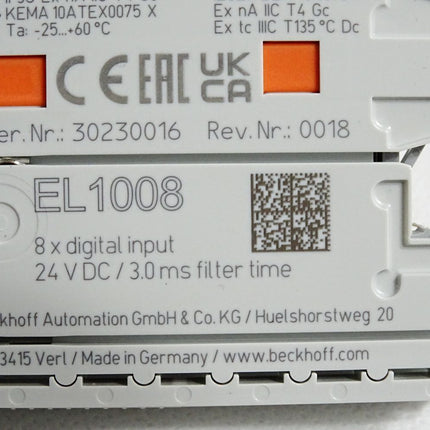 KEMA 10ATEX0075 X
Ta: -25...+60°C
Ex nA IIC T4 Gc
Ex tc IIIC T135°C Dc
CE EAC UK CA
er. Nr.: 30230016 Rev. Nr.: 0018
EL1008
8 x digital input
24 V DC / 3.0 ms filter time
ckhoff Automation GmbH & Co. KG / Huelshorstweg 20
3415 Verl / Made in Germany / www.beckhoff.com